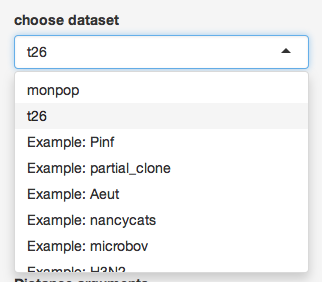 choose dataset
t26
monpop
t26
Example: Pinf
Example: partial_clone
Example: Aeut
Example: nancycats
Example: microbov
Example: H3N2
Distance arguments